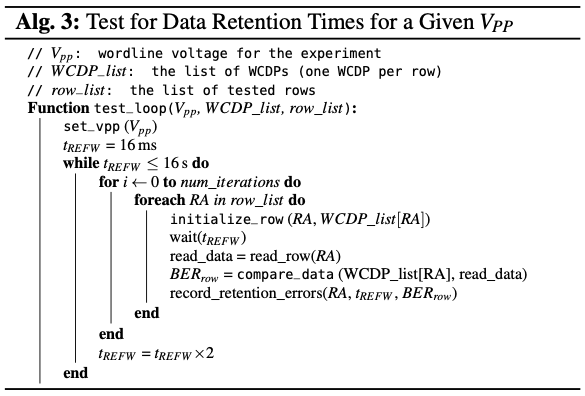 Alg. 3: Test for Data Retention Times for a Given V_PP
// V_pp: wordline voltage for the experiment
// WCDP_list: the list of WCDPs (one WCDP per row)
// row_list: the list of tested rows
Function test_loop(V_pp, WCDP_list, row_list):
set_vpp (V_pp)
t_REFW = 16 ms
while t_REFW ≤ 16 s do
for i ← 0 to num_iterations do
foreach RA in row_list do
initialize_row (RA, WCDP_list[RA])
wait(t_REFW)
read_data = read_row(RA)
BER_row = compare_data (WCDP_list[RA], read_data)
record_retention_errors(RA, t_REFW, BER_row)
end
end
t_REFW = t_REFW × 2
end